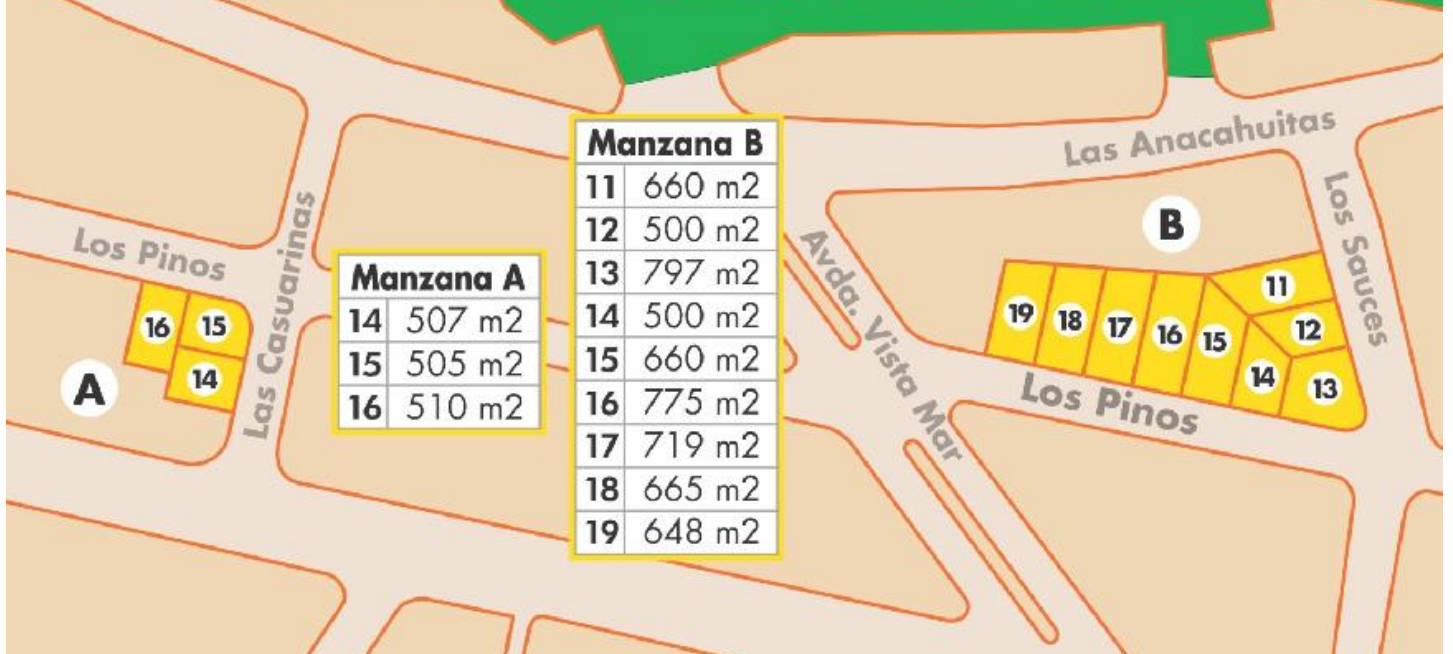 Manzana B
11 660 m2
12 500 m2
13 797 m2
14 500 m2
15 660 m2
16 775 m2
17 719 m2
18 665 m2
19 648 m2
Manzana A
14 507 m2
15 505 m2
16 510 m2
Los Pinos
Las Casuarinas
16
15
14
A
Avda. Vista Mar
Las Anacahuitas
Los Sauces
B
11
12
13
14
15
16
17
18
19
Los Pinos